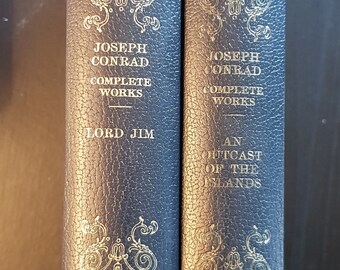 JOSEPH
CONRAD
COMPLETE
WORKS
LORD JIM
JOSEPH
CONRAD
COMPLETE
WORKS
AN
OUTCAST
OF THE
ISLANDS